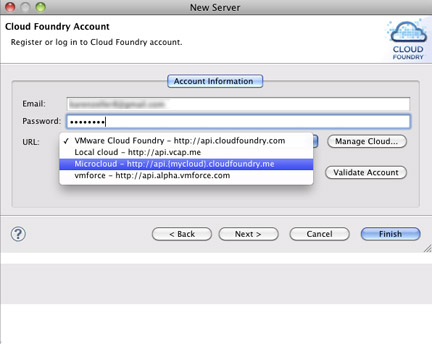 New Server
Cloud Foundry Account
Register or log in to Cloud Foundry account.
CLOUD
FOUNDRY
Account Information
Email:
Password: ••••••••
URL:
✓ VMware Cloud Foundry – http://api.cloudfoundry.com
Local cloud – http://api.vcap.me
Microcloud – http://api.{mycloud}.cloudfoundry.me
vmforce – http://api.alpha.vmforce.com
Manage Cloud...
Validate Account
?
< Back
Next >
Cancel
Finish